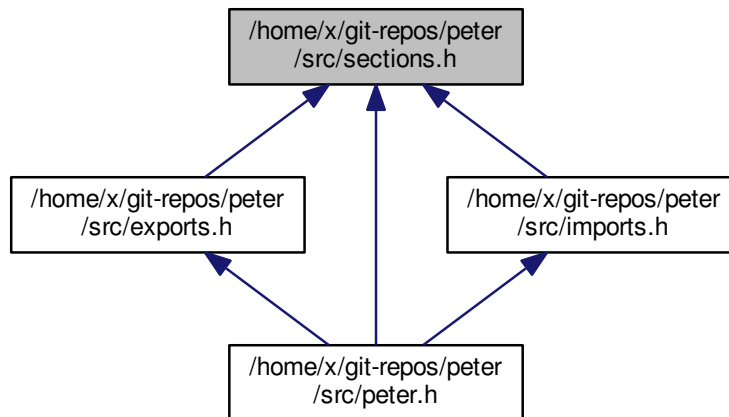 /home/x/git-repos/peter
/src/sections.h
/home/x/git-repos/peter
/src/exports.h
/home/x/git-repos/peter
/src/imports.h
/home/x/git-repos/peter
/src/peter.h